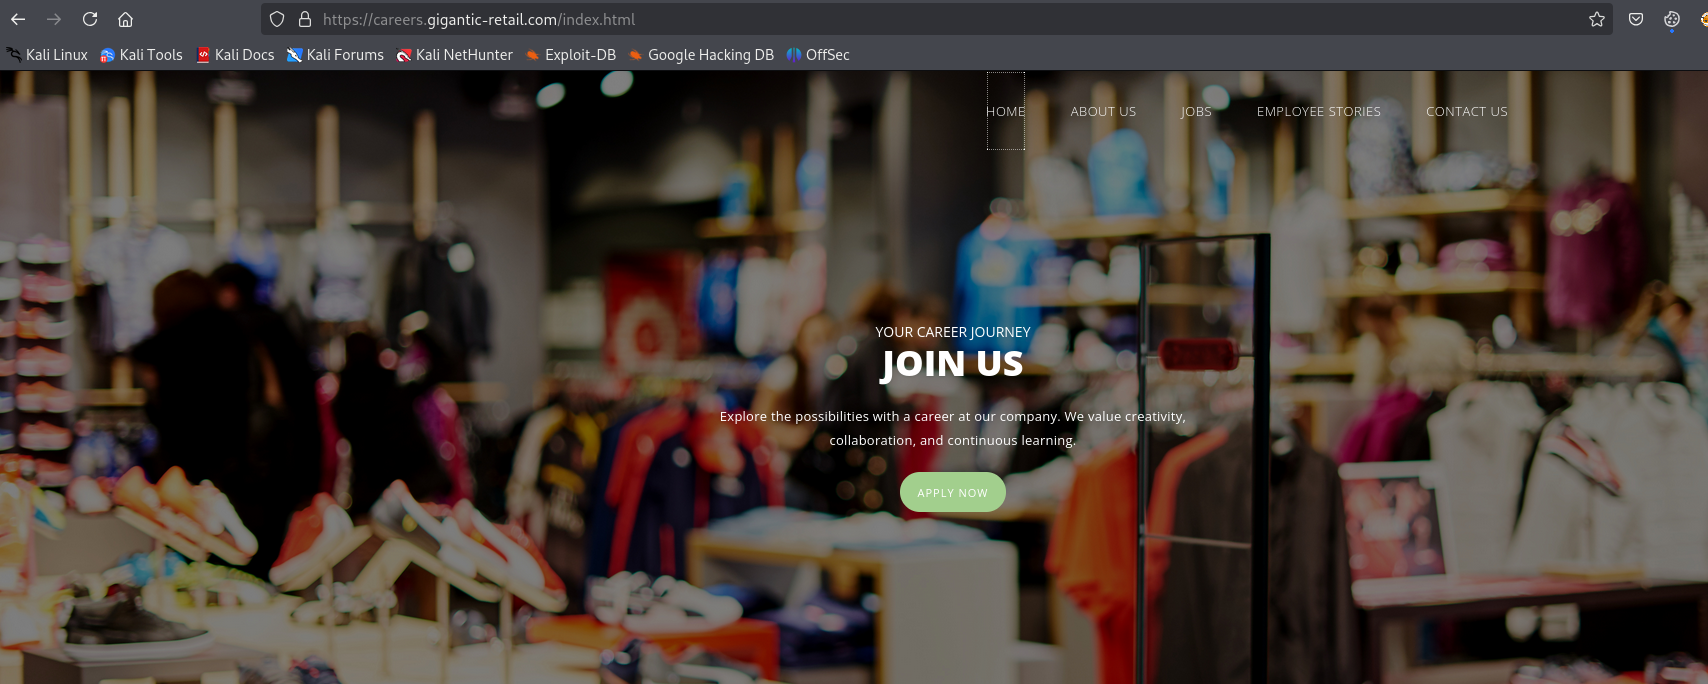 https://careers.gigantic-retail.com/index.html
Kali Linux Kali Tools Kali Docs Kali Forums Kali NetHunter Exploit-DB Google Hacking DB OffSec
HOME ABOUT US JOBS EMPLOYEE STORIES CONTACT US
YOUR CAREER JOURNEY
JOIN US
Explore the possibilities with a career at our company. We value creativity,
collaboration, and continuous learning.
APPLY NOW